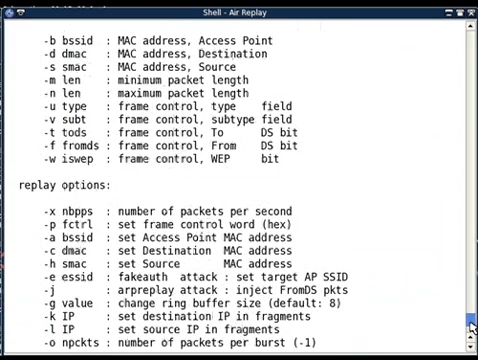 Shell - Air Replay
-b bssid : MAC address, Access Point
-d dmac : MAC address, Destination
-s smac : MAC address, Source
-m len : minimum packet length
-n len : maximum packet length
-u type : frame control, type field
-v subt : frame control, subtype field
-t tods : frame control, To DS bit
-f fromds : frame control, From DS bit
-w iswep : frame control, WEP bit
replay options:
-x nbpps : number of packets per second
-p fctrl : set frame control word (hex)
-a bssid : set Access Point MAC address
-c dmac : set Destination MAC address
-h smac : set Source MAC address
-e essid : fakeauth attack : set target AP SSID
-j : arpreplay attack : inject FromDS pkts
-g value : change ring buffer size (default: 8)
-k IP : set destination IP in fragments
-l IP : set source IP in fragments
-o npckts : number of packets per burst (-1)